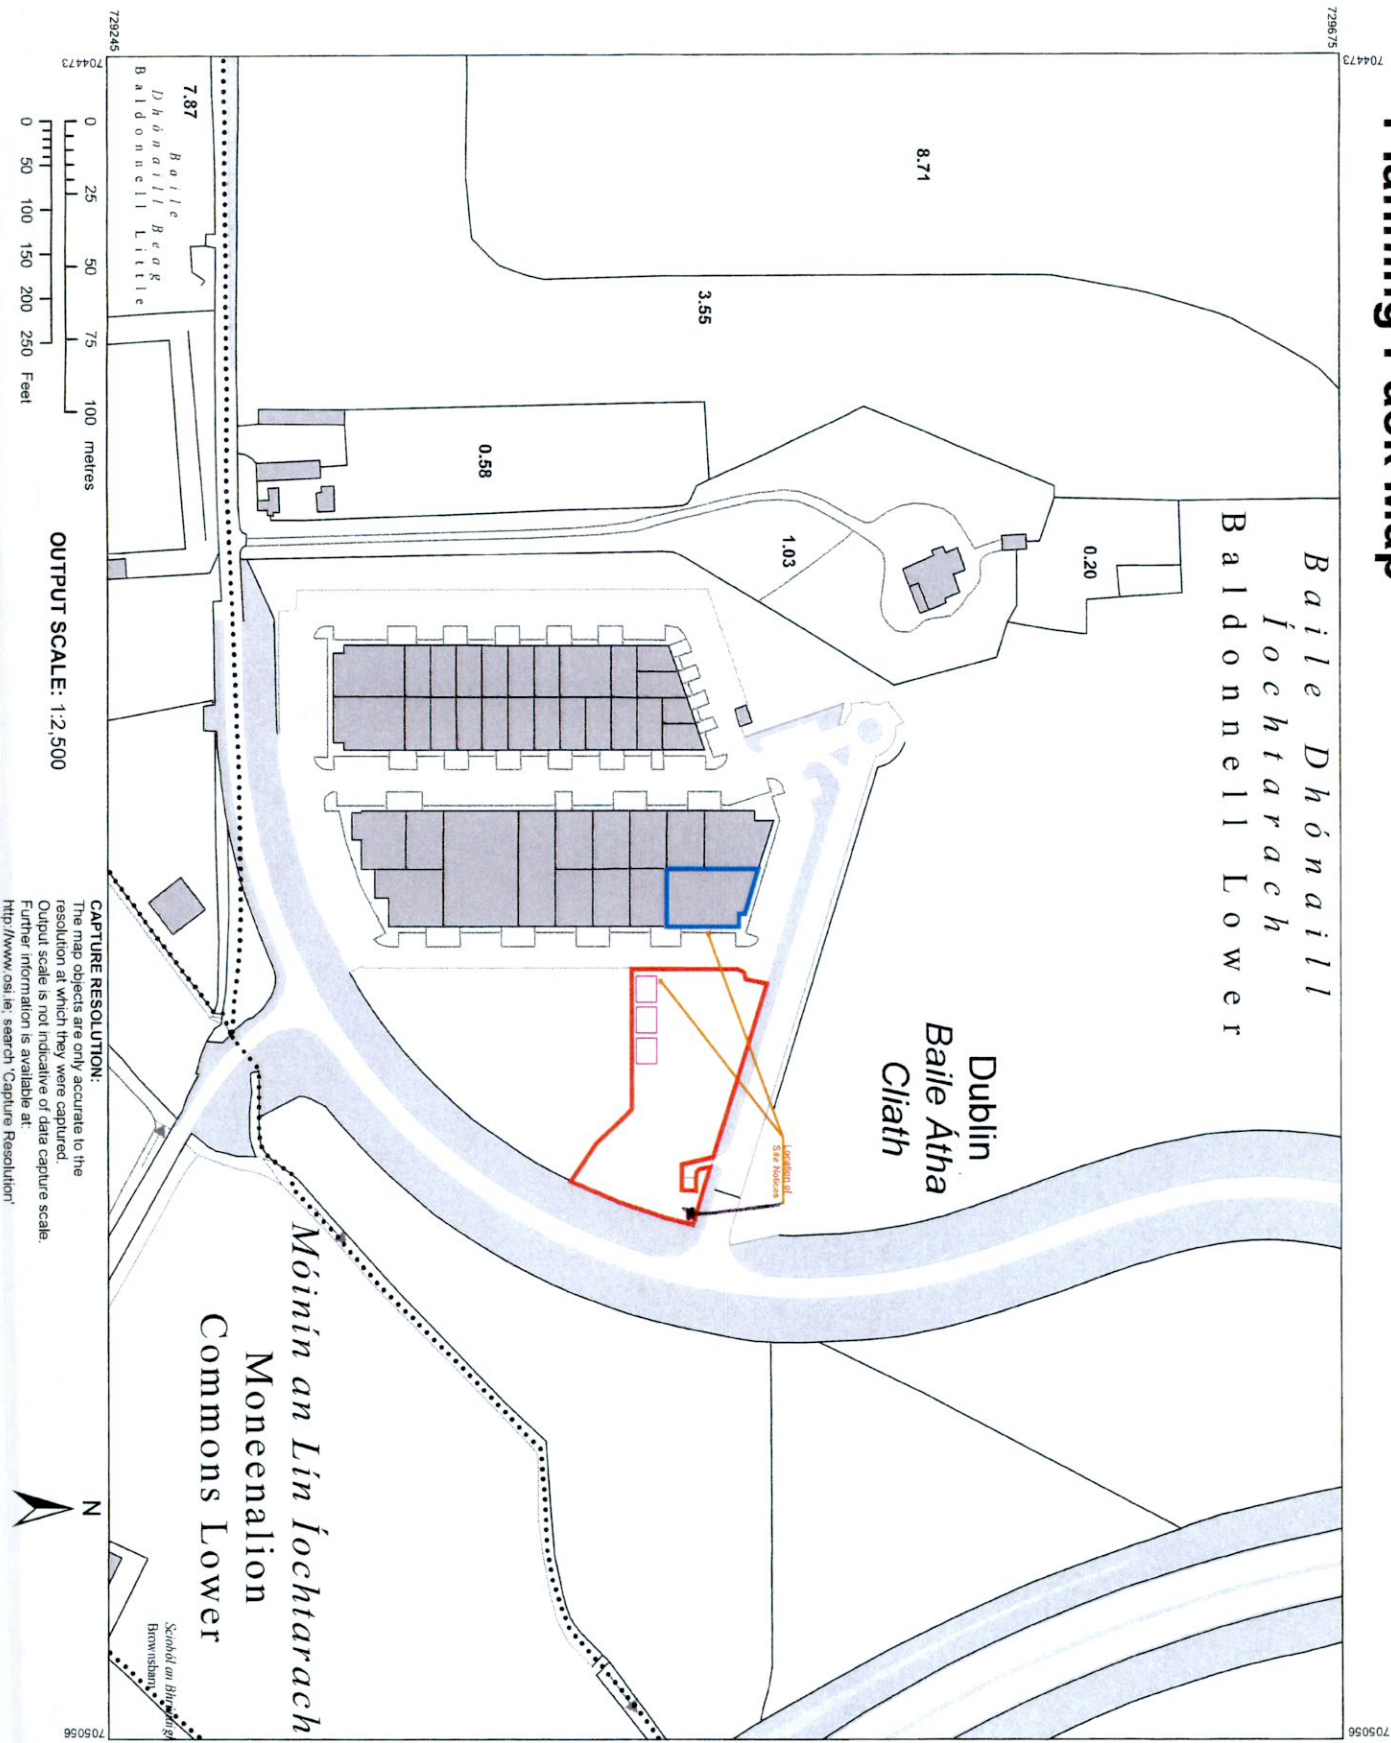 Planning Pack Map
729245
729675
704473
704473
7.87
Baile
Dhónaill Beag
Baldonnell Little
8.71
3.55
0.58
1.03
0.20
Baile Dhónaill
Íochtarach
Baldonnell Lower
Dublin
Baile Átha
Cliath
Location of
Site Notices
Móinín an Lín Íochtarach
Moneenalion
Commons Lower
Brownsbarn
0 25 50 75 100 metres
0 50 100 150 200 250 Feet
OUTPUT SCALE: 1:2,500
CAPTURE RESOLUTION:
The map objects are only accurate to the
resolution at which they were captured.
Output scale is not indicative of data capture scale.
Further information is available at:
http://www.osi.ie; search 'Capture Resolution'
N
705056
705056